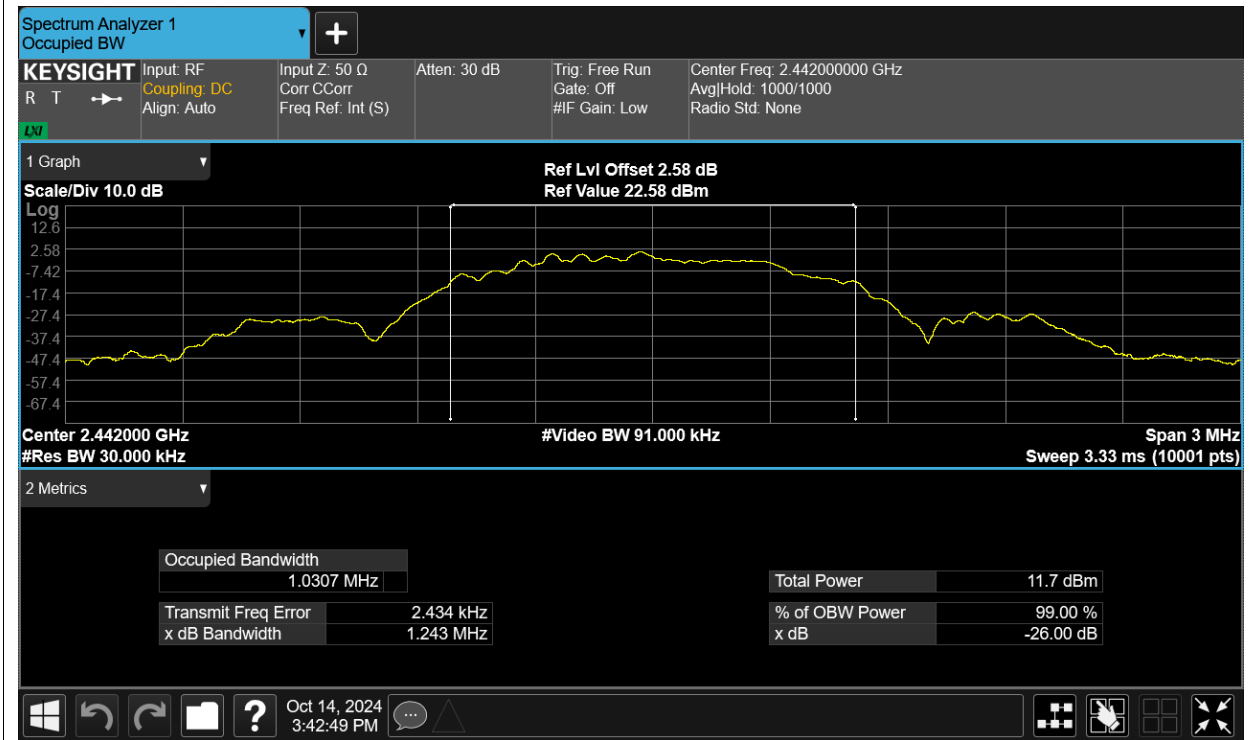 Spectrum Analyzer 1
Occupied BW
KEYSIGHT
R T
LXI
Input: RF
Coupling: DC
Align: Auto
Input Z: 50 Ω
Corr CCorr
Freq Ref: Int (S)
Atten: 30 dB
Trig: Free Run
Gate: Off
#IF Gain: Low
Center Freq: 2.442000000 GHz
Avg|Hold: 1000/1000
Radio Std: None
1 Graph
Scale/Div 10.0 dB
Ref Lvl Offset 2.58 dB
Ref Value 22.58 dBm
Log
12.6
2.58
-7.42
-17.4
-27.4
-37.4
-47.4
-57.4
-67.4
Center 2.442000 GHz
#Video BW 91.000 kHz
Span 3 MHz
#Res BW 30.000 kHz
Sweep 3.33 ms (10001 pts)
2 Metrics
Occupied Bandwidth
1.0307 MHz
Total Power 11.7 dBm
Transmit Freq Error 2.434 kHz
% of OBW Power 99.00 %
x dB Bandwidth 1.243 MHz
x dB -26.00 dB
?
Oct 14, 2024
3:42:49 PM